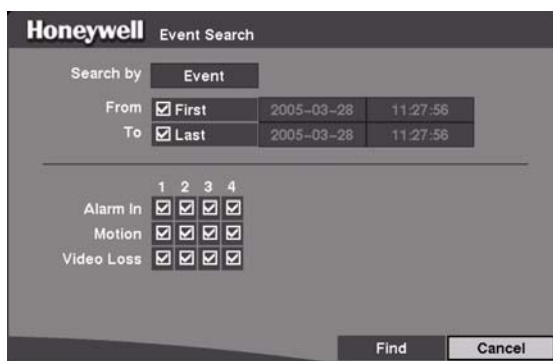 Honeywell Event Search
Search by Event
From First 2005-03-28 11:27:56
To Last 2005-03-28 11:27:56
1 2 3 4
Alarm In
Motion
Video Loss
Find Cancel